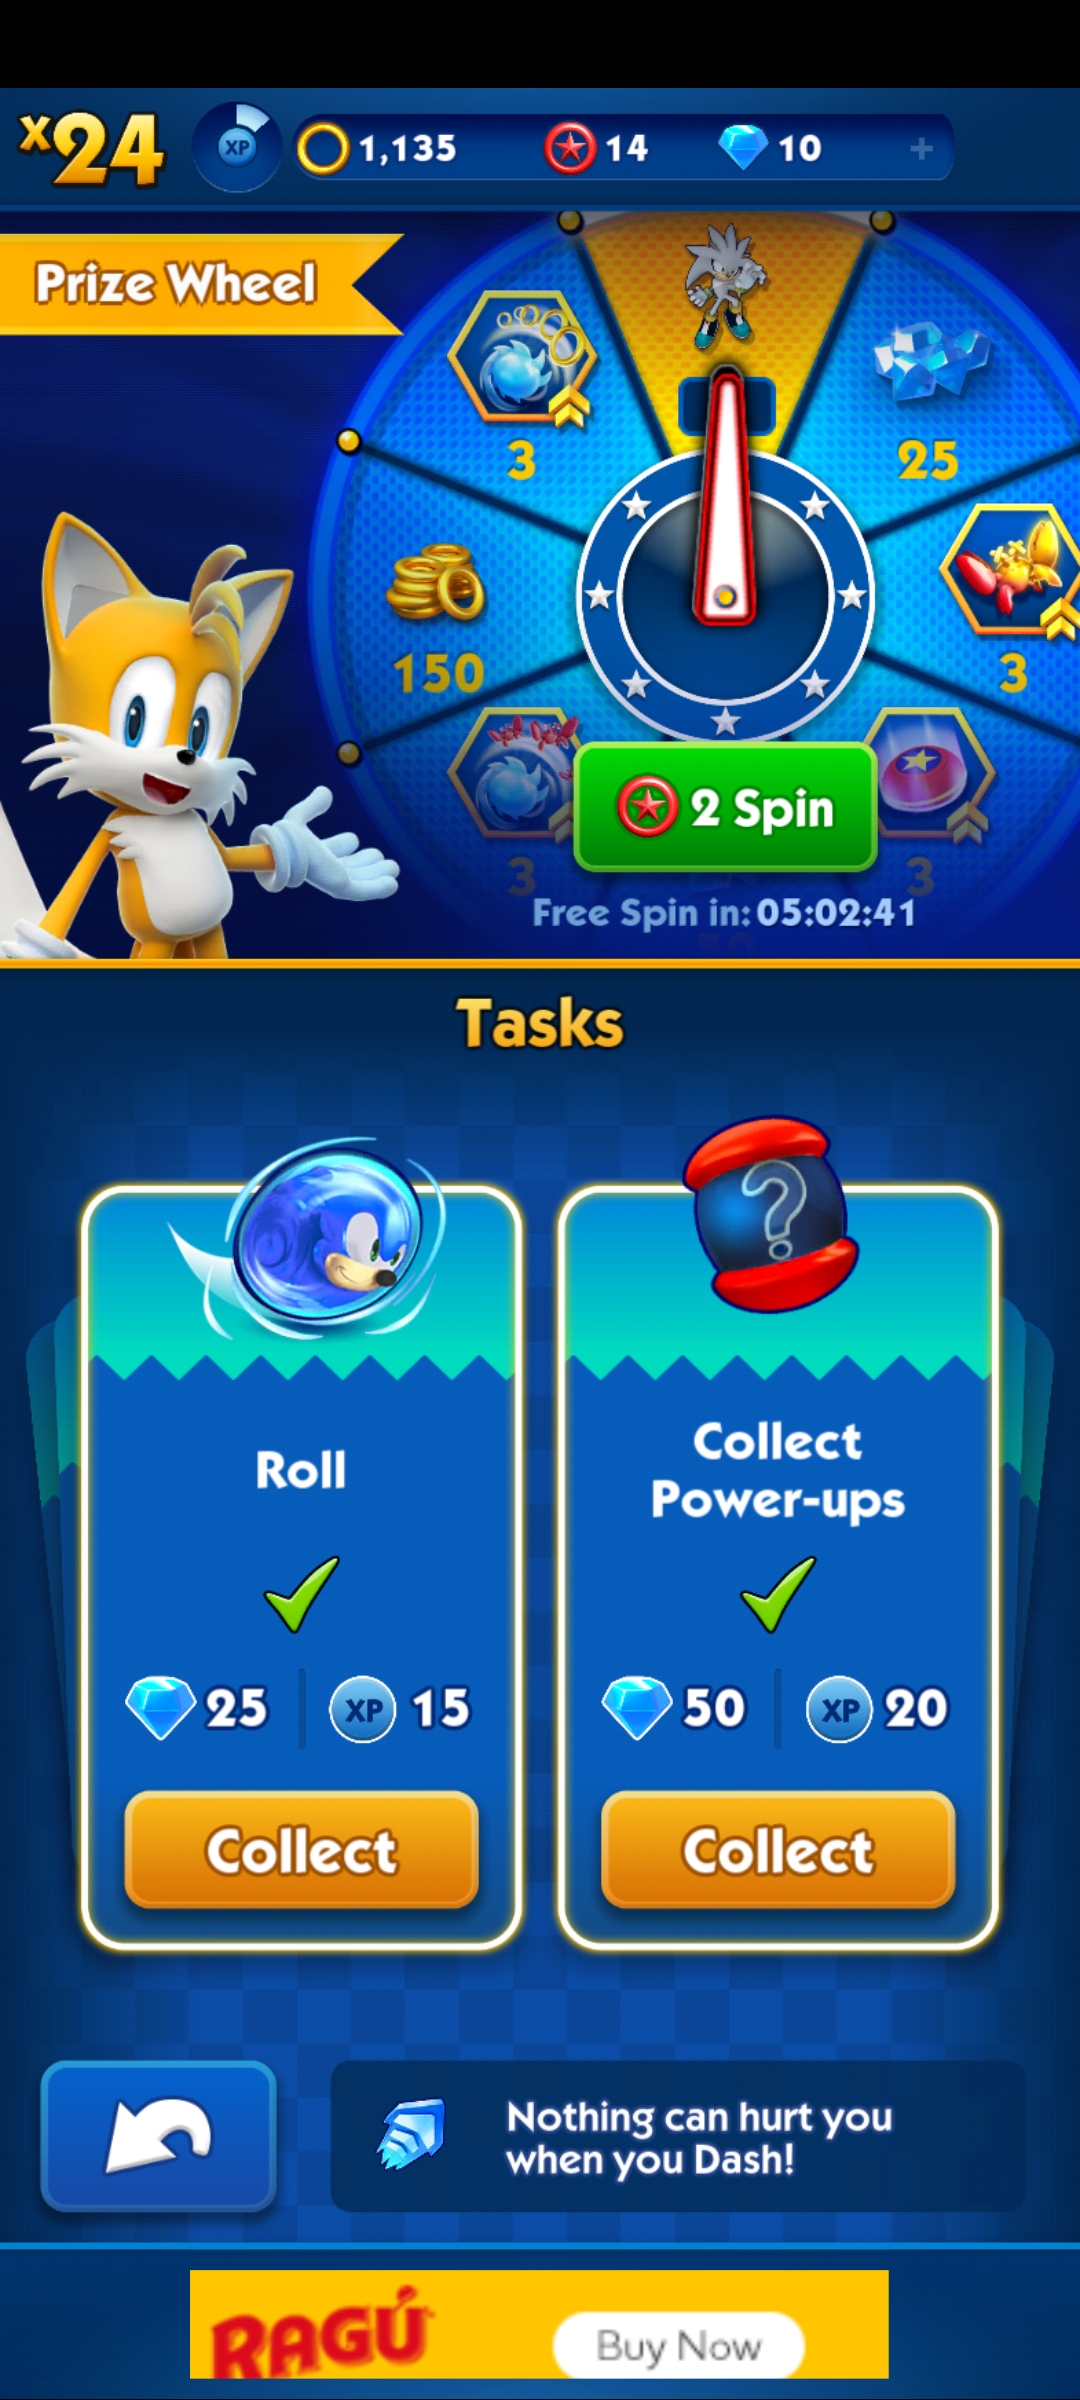 x24
XP
1,135
14
10
+
Prize Wheel
3
25
150
3
2 Spin
3
3
Free Spin in: 05:02:41
Tasks
?
Roll
Collect
Power-ups
25
XP
15
50
XP
20
Collect
Collect
Nothing can hurt you
when you Dash!
RAGÚ
Buy Now